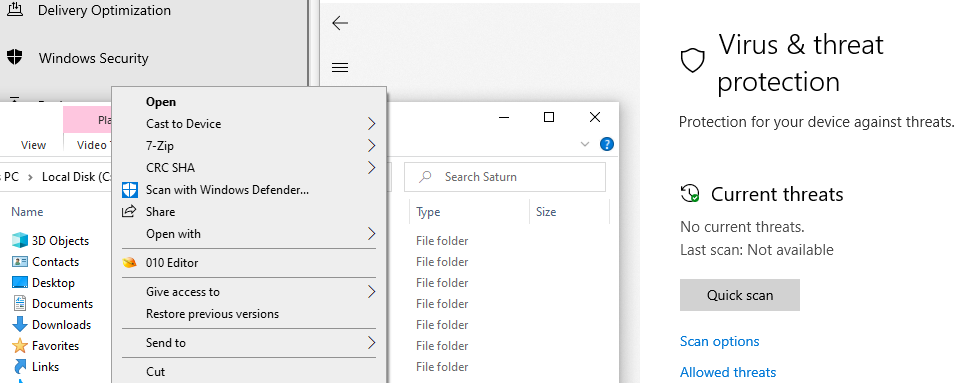 Delivery Optimization
Windows Security
Open
Cast to Device
7-Zip
CRC SHA
Scan with Windows Defender...
Share
Open with
010 Editor
Give access to
Restore previous versions
Send to
Cut
Pla
View
Video T
s PC
Local Disk (C
Search Saturn
Name
Type
Size
3D Objects
File folder
Contacts
File folder
Desktop
File folder
Documents
File folder
Downloads
File folder
Favorites
File folder
Links
File folder
Virus & threat
protection
Protection for your device against threats.
Current threats
No current threats.
Last scan: Not available
Quick scan
Scan options
Allowed threats